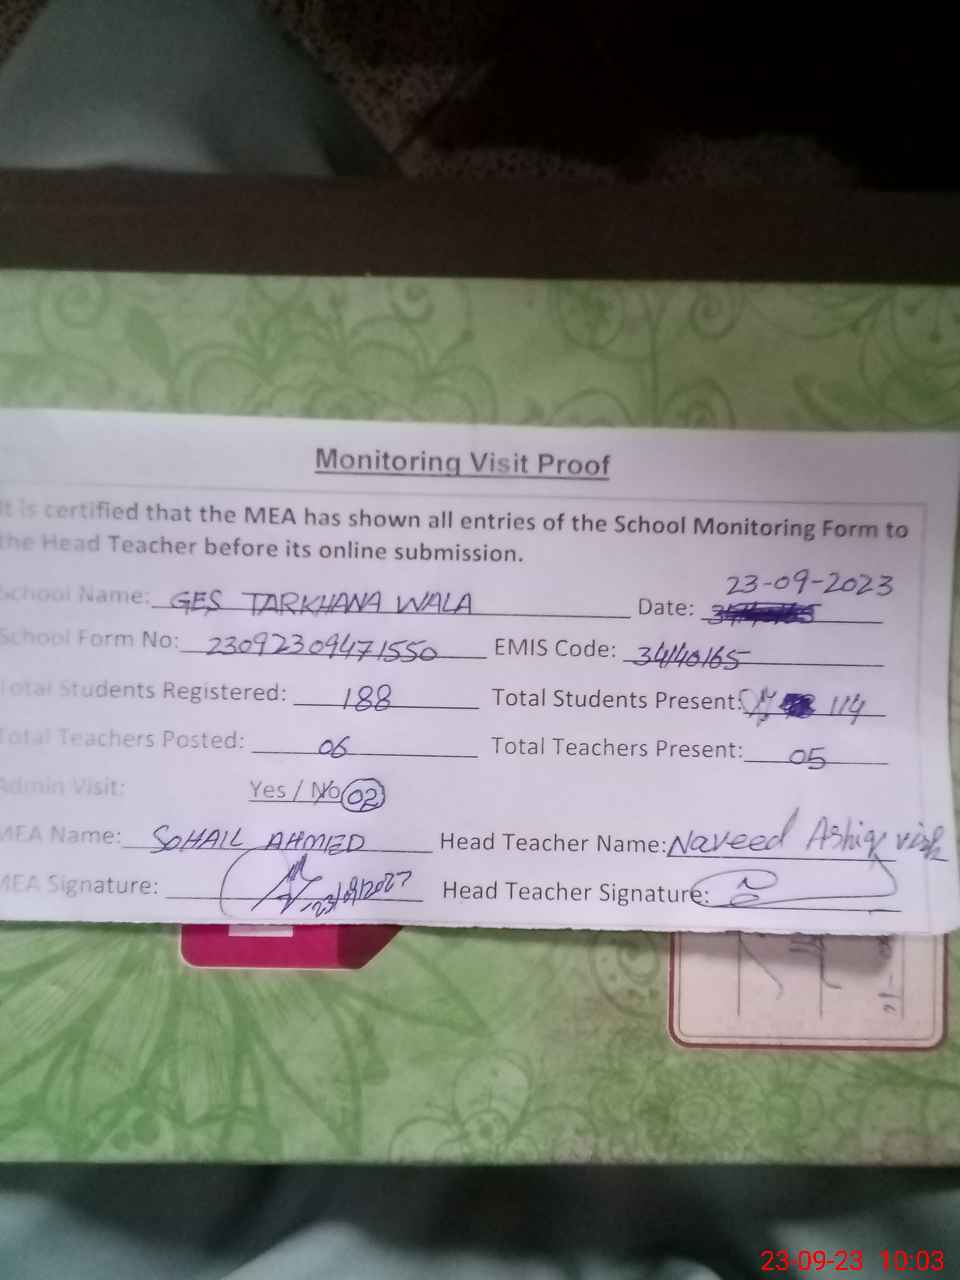 Monitoring Visit Proof
It is certified that the MEA has shown all entries of the School Monitoring Form to
the Head Teacher before its online submission.
23-09-2023
School Name: GES TARKHANA WALA Date:
School Form No: 23092309471550 EMIS Code: 34140165
Total Students Registered: 188 Total Students Present: 114
Total Teachers Posted: 06 Total Teachers Present: 05
Admin Visit: Yes / No 02
MEA Name: SOHAIL AHMED Head Teacher Name: Naveed Ashiq
MEA Signature: Head Teacher Signature:
23-09-23 10:03